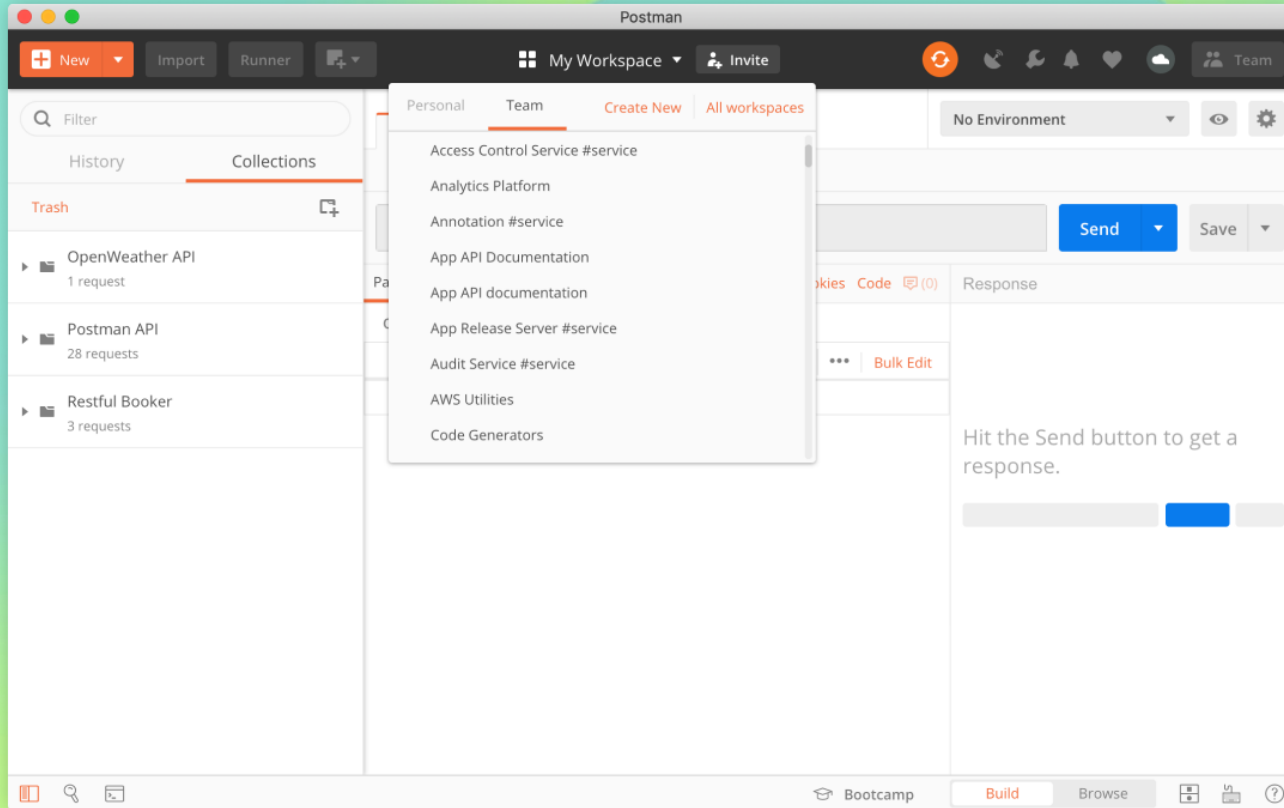 Postman
New
Import
Runner
My Workspace
Invite
Team
Filter
History
Collections
Trash
OpenWeather API
1 request
Postman API
28 requests
Restful Booker
3 requests
Personal
Team
Create New
All workspaces
Access Control Service #service
Analytics Platform
Annotation #service
App API Documentation
App API documentation
App Release Server #service
Audit Service #service
AWS Utilities
Code Generators
No Environment
Send
Save
Code
(0)
Response
Bulk Edit
Hit the Send button to get a
response.
Bootcamp
Build
Browse